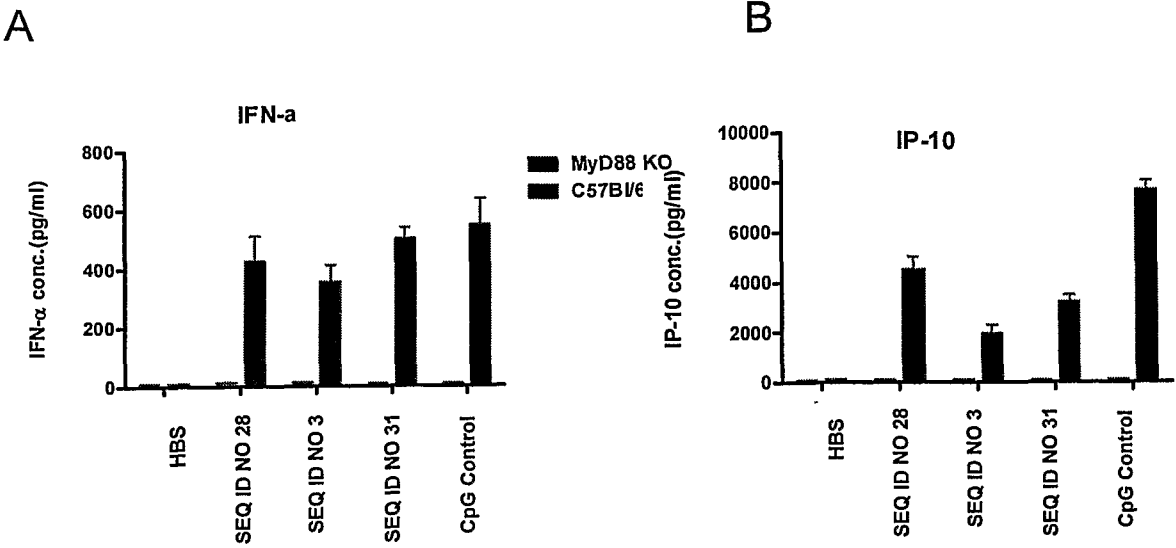 A
IFN-a
800
600
400
200
0
IFN-α conc.(pg/ml)
HBS
SEQ ID NO 28
SEQ ID NO 3
SEQ ID NO 31
CpG Control
MyD88 KO
C57Bl/6
B
IP-10
10000
8000
6000
4000
2000
0
IP-10 conc.(pg/ml)
HBS
SEQ ID NO 28
SEQ ID NO 3
SEQ ID NO 31
CpG Control